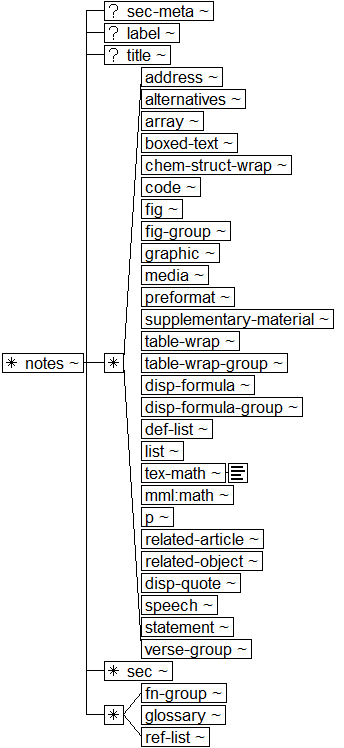 ? sec-meta ~
? label ~
? title ~
address ~
alternatives ~
array ~
boxed-text ~
chem-struct-wrap ~
code ~
fig ~
fig-group ~
graphic ~
media ~
preformat ~
supplementary-material ~
table-wrap ~
* notes ~ * table-wrap-group ~
disp-formula ~
disp-formula-group ~
def-list ~
list ~
tex-math ~
mml:math ~
p ~
related-article ~
related-object ~
disp-quote ~
speech ~
statement ~
verse-group ~
* sec ~
fn-group ~
* glossary ~
ref-list ~